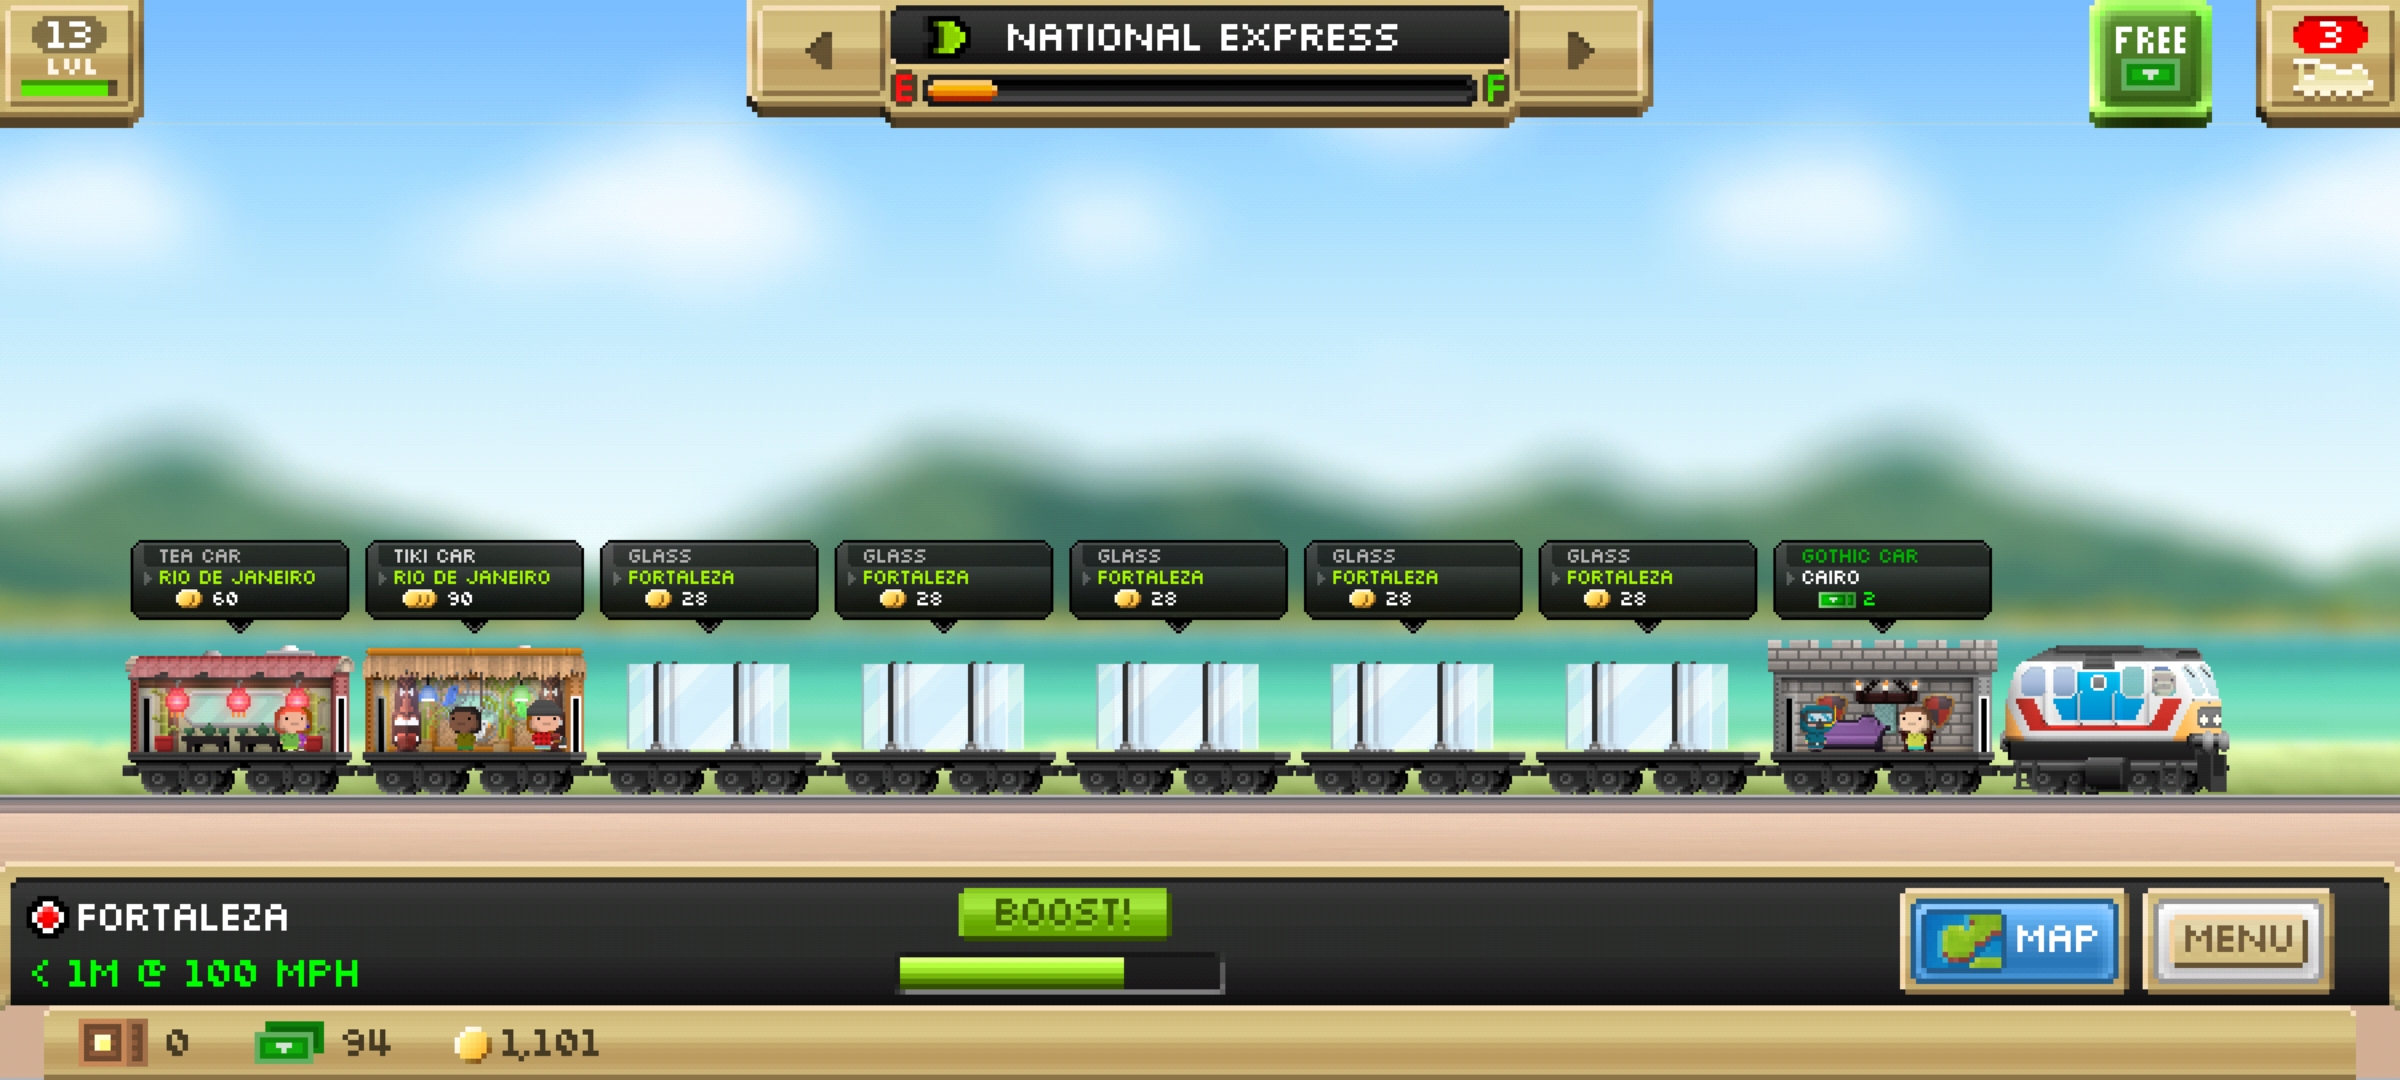 13
LVL
NATIONAL EXPRESS
E F
FREE
3
TEA CAR
RIO DE JANEIRO
60
TIKI CAR
RIO DE JANEIRO
90
GLASS
FORTALEZA
28
GLASS
FORTALEZA
28
GLASS
FORTALEZA
28
GLASS
FORTALEZA
28
GLASS
FORTALEZA
28
GOTHIC CAR
CAIRO
2
FORTALEZA
< 1M @ 100 MPH
BOOST!
MAP
MENU
0 94 1,101